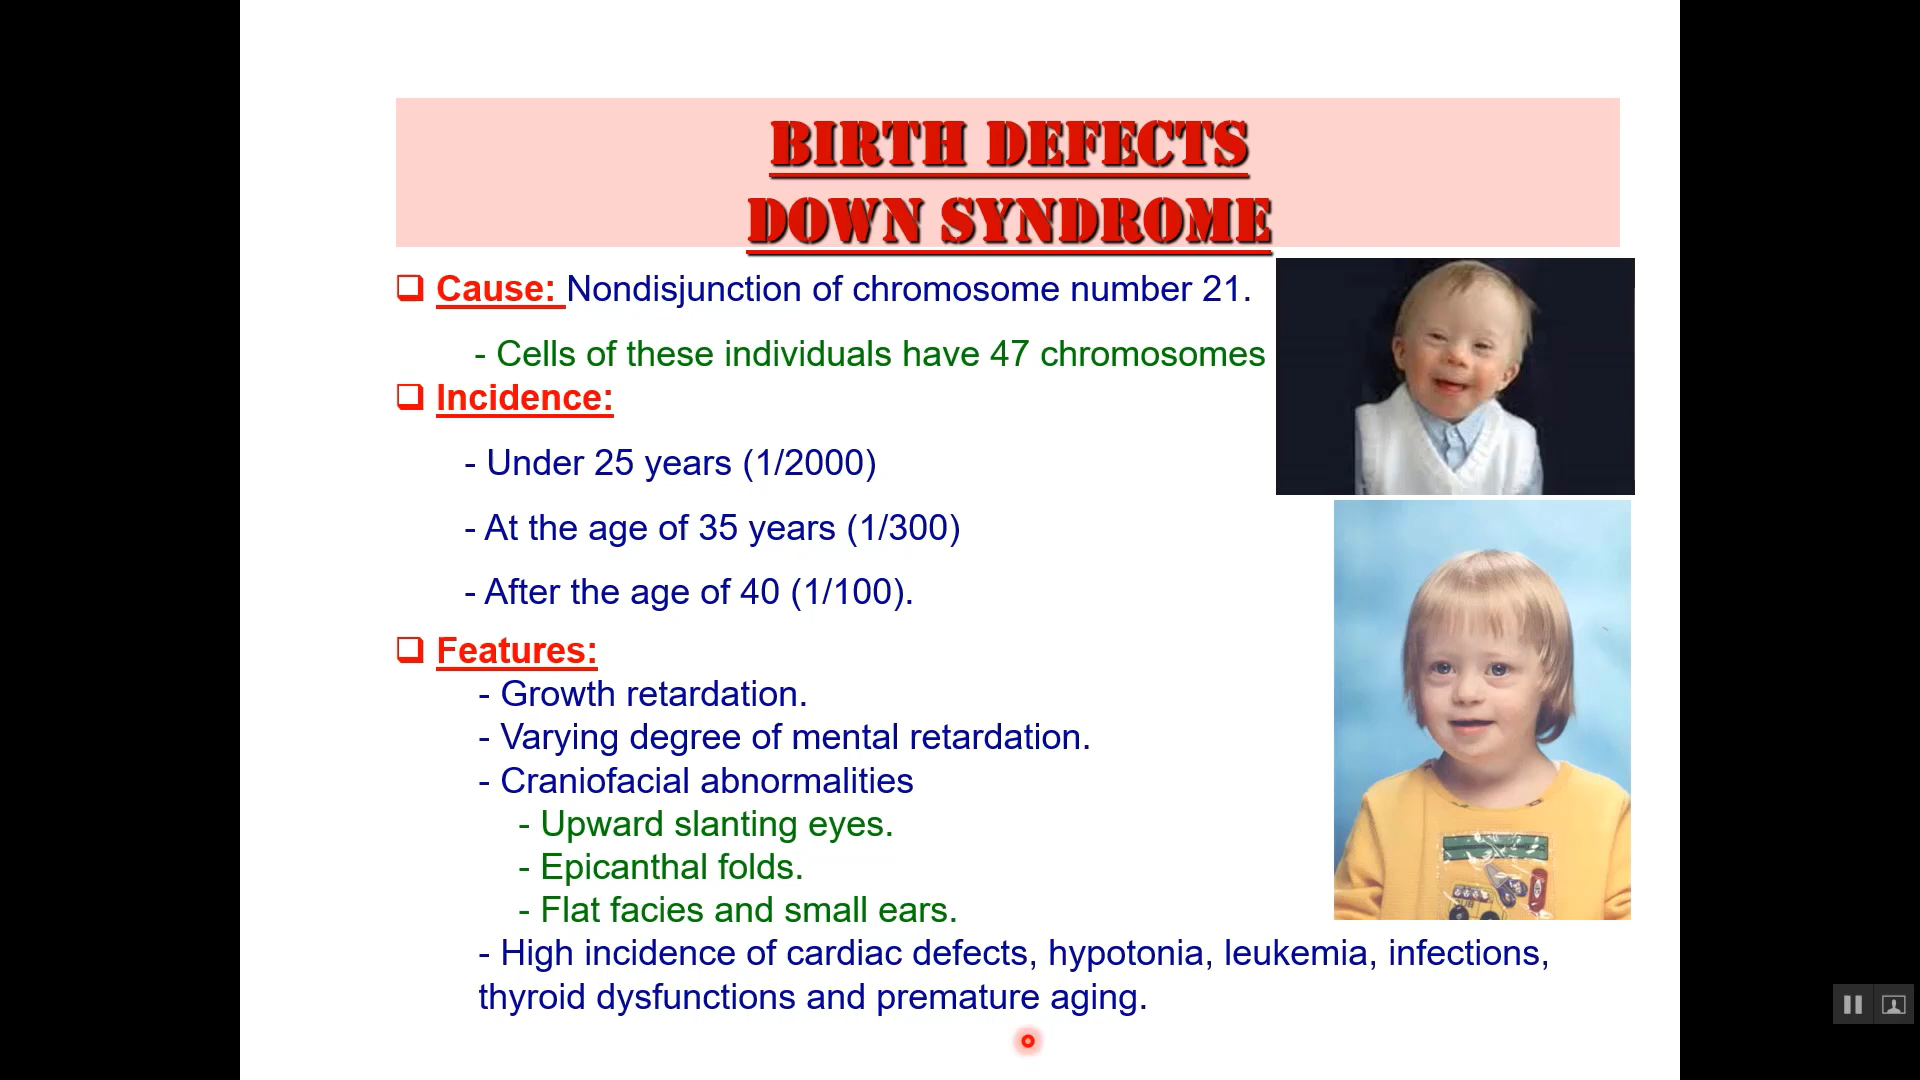 BIRTH DEFECTS
DOWN SYNDROME
Cause: Nondisjunction of chromosome number 21.
- Cells of these individuals have 47 chromosomes
Incidence:
- Under 25 years (1/2000)
- At the age of 35 years (1/300)
- After the age of 40 (1/100).
Features:
- Growth retardation.
- Varying degree of mental retardation.
- Craniofacial abnormalities
- Upward slanting eyes.
- Epicanthal folds.
- Flat facies and small ears.
- High incidence of cardiac defects, hypotonia, leukemia, infections,
thyroid dysfunctions and premature aging.